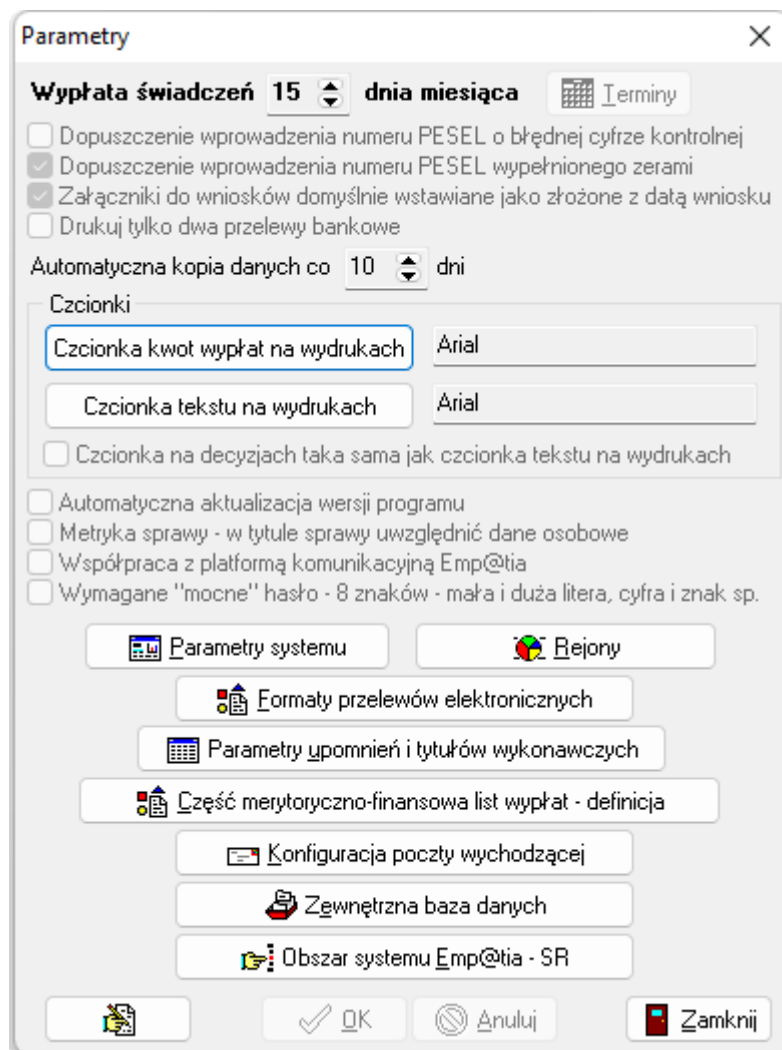 Parametry
Wypłata świadczeń 15 dnia miesiąca Terminy
Dopuszczenie wprowadzenia numeru PESEL o błędnej cyfrze kontrolnej
Dopuszczenie wprowadzenia numeru PESEL wypełnionego zerami
Załączniki do wniosków domyślnie wstawiane jako złożone z datą wniosku
Drukuj tylko dwa przelewy bankowe
Automatyczna kopia danych co 10 dni
Czcionki
Czcionka kwot wypłat na wydrukach Arial
Czcionka tekstu na wydrukach Arial
Czcionka na decyzjach taka sama jak czcionka tekstu na wydrukach
Automatyczna aktualizacja wersji programu
Metryka sprawy - w tytule sprawy uwzględnić dane osobowe
Współpraca z platformą komunikacyjną Emp@tia
Wymagane "mocne" hasło - 8 znaków - mała i duża litera, cyfra i znak sp.
Parametry systemu Rejony
Formaty przelewów elektronicznych
Parametry upomnień i tytułów wykonawczych
Część merytoryczno-finansowa list wypłat - definicja
Konfiguracja poczty wychodzącej
Zewnętrzna baza danych
Obszar systemu Emp@tia - SR
OK Anuluj Zamknij